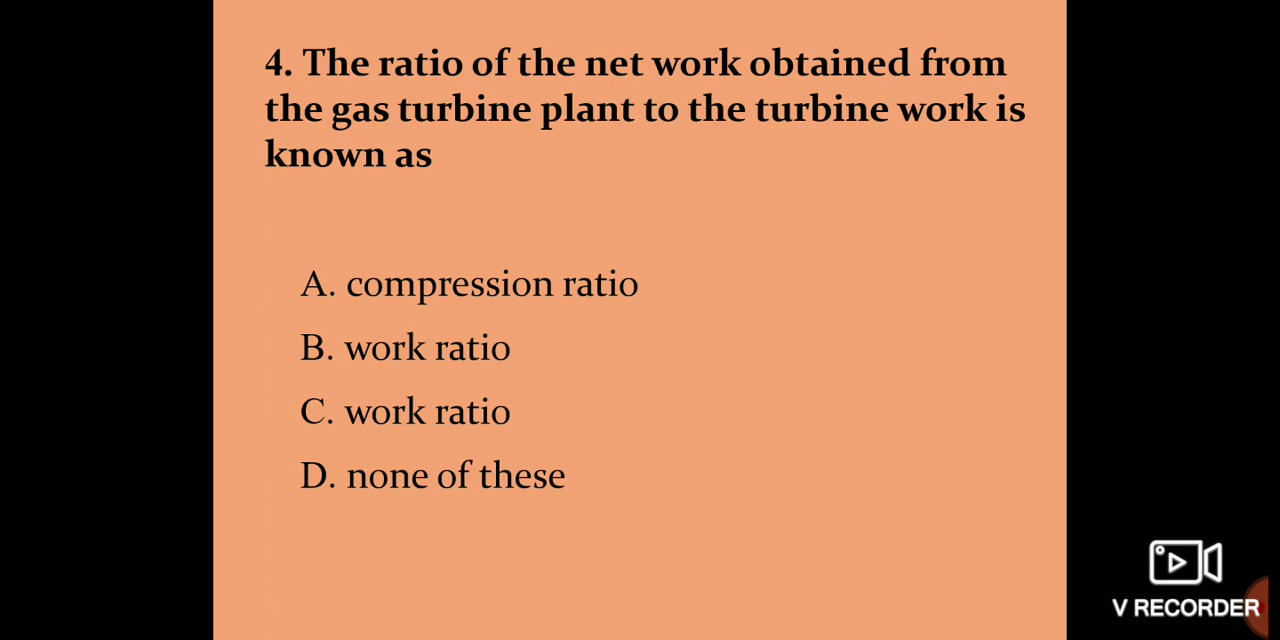 4. The ratio of the net work obtained from
the gas turbine plant to the turbine work is
known as
A. compression ratio
B. work ratio
C. work ratio
D. none of these
V RECORDER